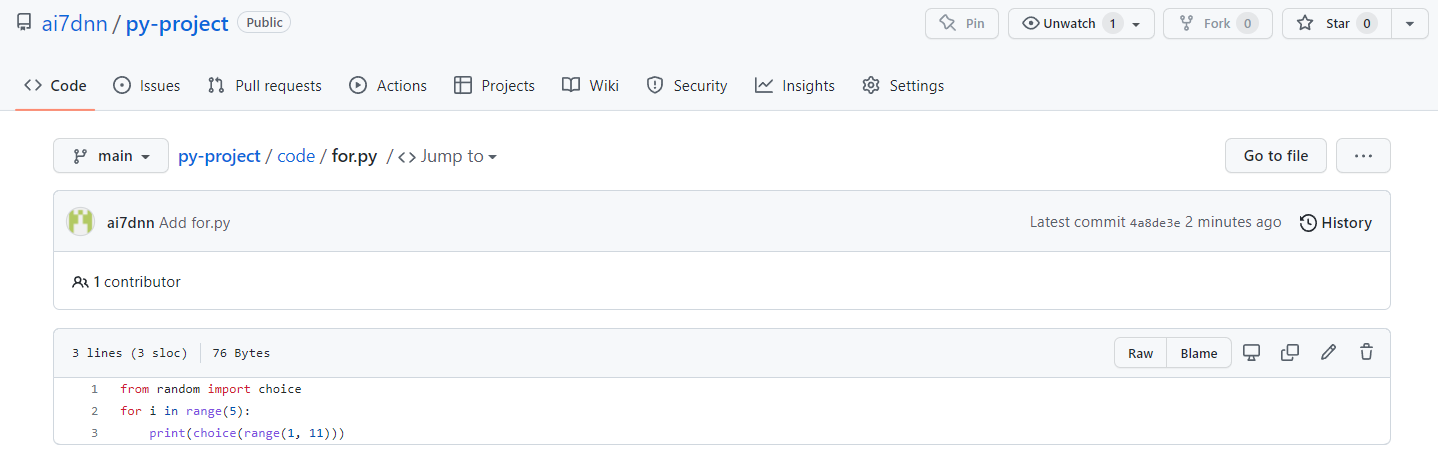 ai7dnn / py-project Public Pin Unwatch 1 Fork 0 Star 0
Code Issues Pull requests Actions Projects Wiki Security Insights Settings
main py-project / code / for.py / <> Jump to Go to file ...
ai7dnn Add for.py Latest commit 4a8de3e 2 minutes ago History
1 contributor
3 lines (3 sloc) 76 Bytes Raw Blame
1 from random import choice
2 for i in range(5):
3     print(choice(range(1, 11)))